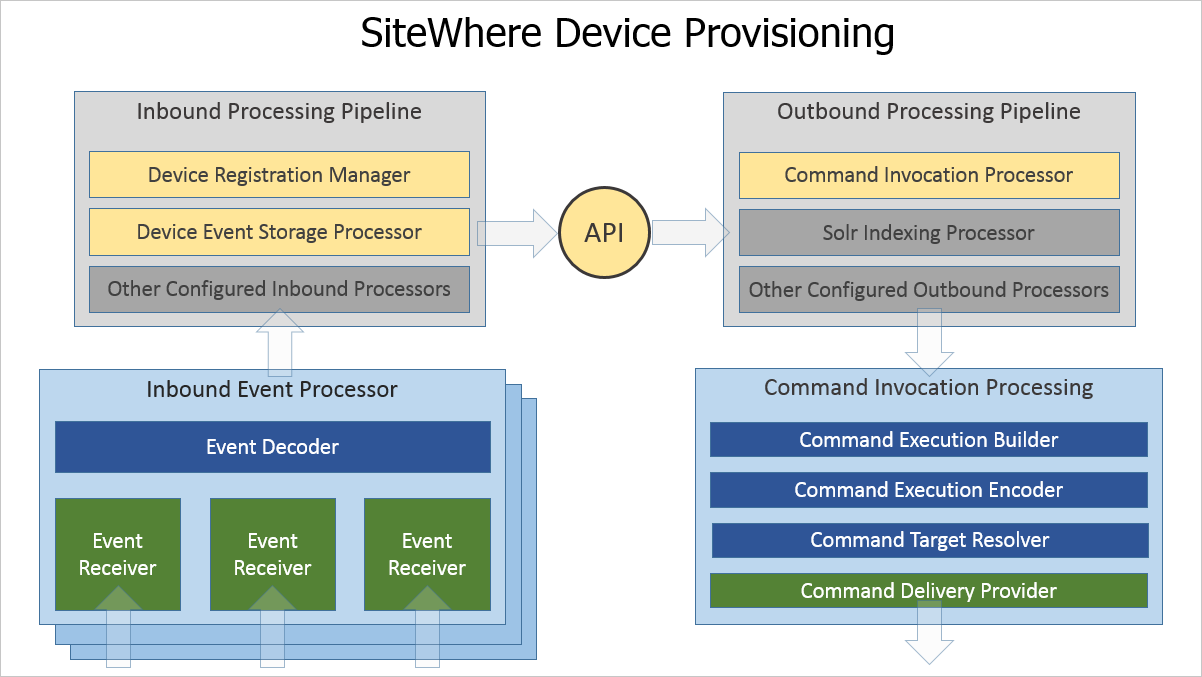 SiteWhere Device Provisioning
Inbound Processing Pipeline
Device Registration Manager
Device Event Storage Processor
Other Configured Inbound Processors
API
Outbound Processing Pipeline
Command Invocation Processor
Solr Indexing Processor
Other Configured Outbound Processors
Inbound Event Processor
Event Decoder
Event
Receiver
Event
Receiver
Event
Receiver
Command Invocation Processing
Command Execution Builder
Command Execution Encoder
Command Target Resolver
Command Delivery Provider